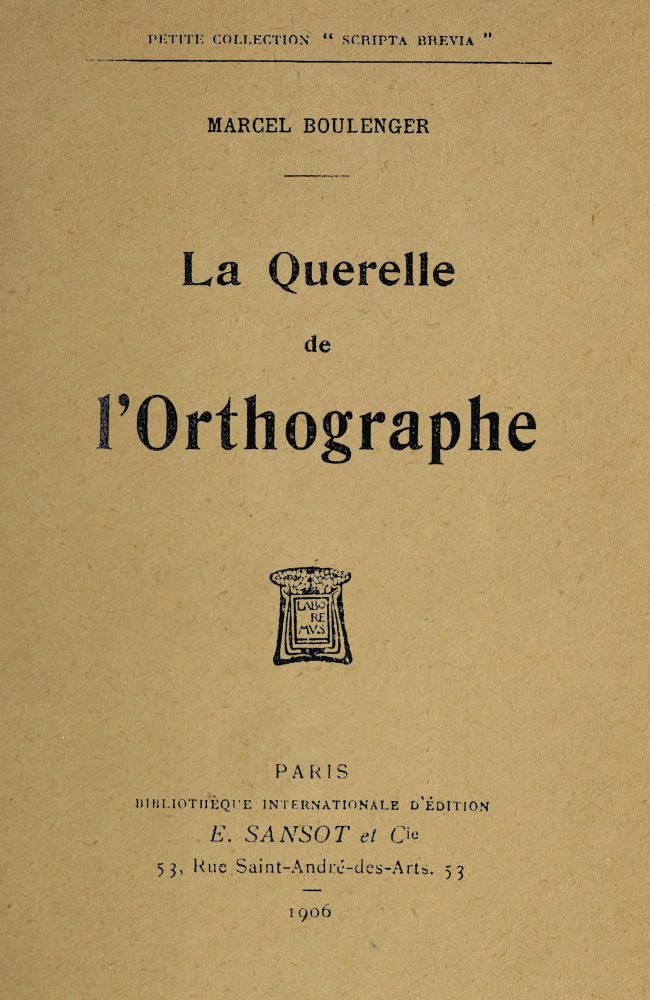 PETITE COLLECTION “ SCRIPTA BREVIA ”
MARCEL BOULENGER
La Querelle
de
l’Orthographe
LABO
RE
MVS
PARIS
BIBLIOTHÈQUE INTERNATIONALE D’ÉDITION
E. SANSOT et Cie
53, Rue Saint-André-des-Arts. 53
1906